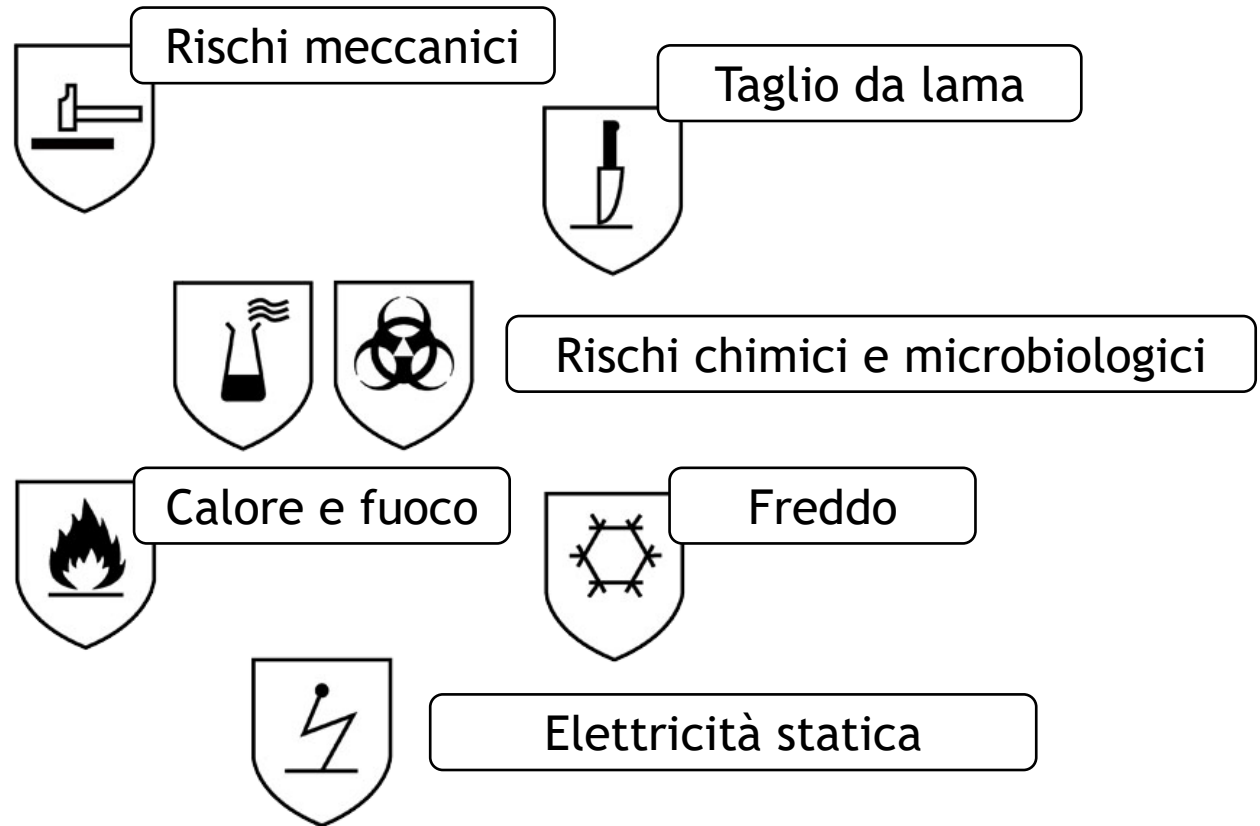 Rischi meccanici
Taglio da lama
Rischi chimici e microbiologici
Calore e fuoco
Freddo
Elettricità statica